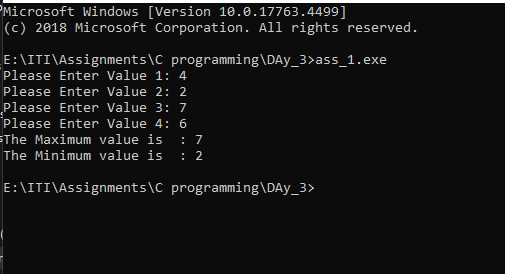 Microsoft Windows [Version 10.0.17763.4499]
(c) 2018 Microsoft Corporation. All rights reserved.
E:\ITI\Assignments\C programming\DAy_3>ass_1.exe
Please Enter Value 1: 4
Please Enter Value 2: 2
Please Enter Value 3: 7
Please Enter Value 4: 6
The Maximum value is  : 7
The Minimum value is  : 2
E:\ITI\Assignments\C programming\DAy_3>